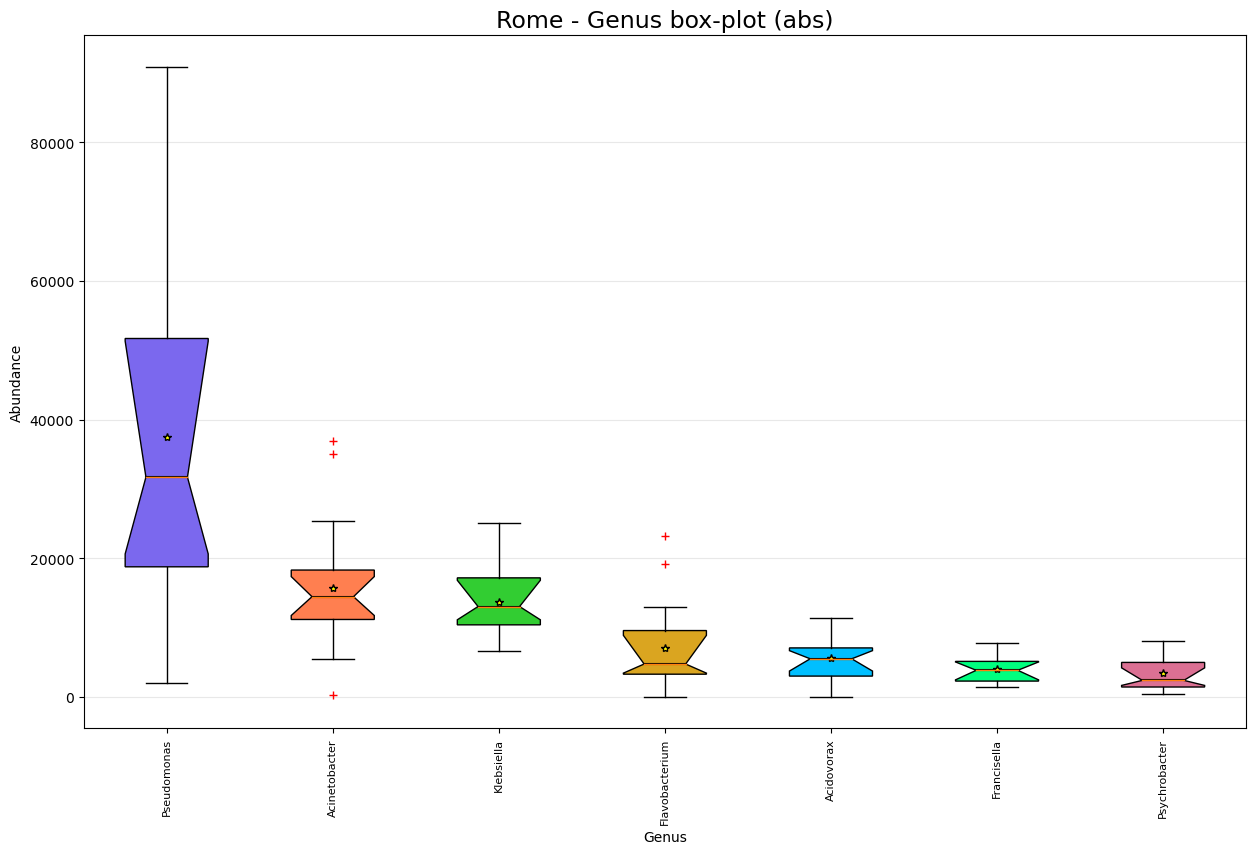 Rome - Genus box-plot (abs)
80000
60000
40000
20000
0
Abundance
Pseudomonas
Acinetobacter
Klebsiella
Flavobacterium
Acidovorax
Francisella
Psychrobacter
Genus